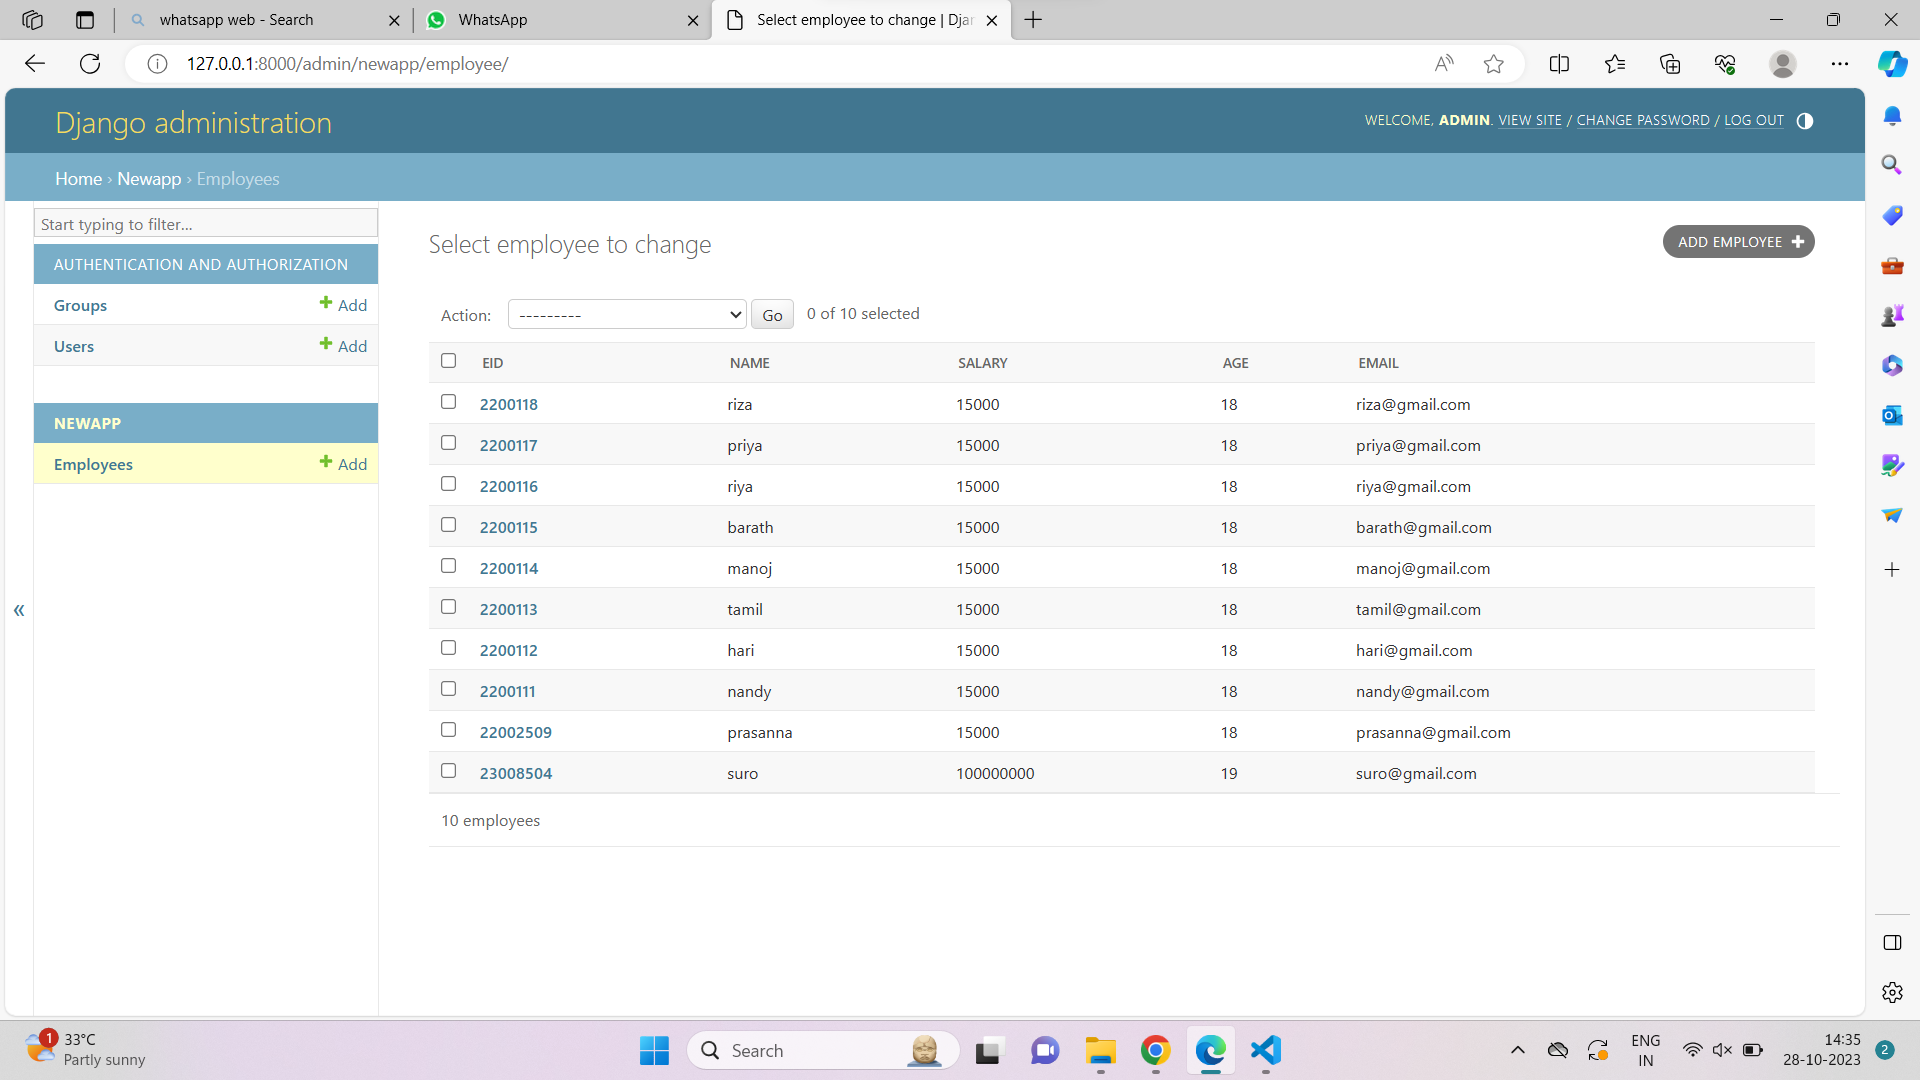 whatsapp web - Search
WhatsApp
Select employee to change | Djan
127.0.0.1:8000/admin/newapp/employee/
Django administration
WELCOME, ADMIN. VIEW SITE / CHANGE PASSWORD / LOG OUT
Home › Newapp › Employees
Start typing to filter...
AUTHENTICATION AND AUTHORIZATION
Groups + Add
Users + Add
NEWAPP
Employees + Add
«
Select employee to change
ADD EMPLOYEE +
Action: --------- Go 0 of 10 selected
EID NAME SALARY AGE EMAIL
2200118 riza 15000 18 riza@gmail.com
2200117 priya 15000 18 priya@gmail.com
2200116 riya 15000 18 riya@gmail.com
2200115 barath 15000 18 barath@gmail.com
2200114 manoj 15000 18 manoj@gmail.com
2200113 tamil 15000 18 tamil@gmail.com
2200112 hari 15000 18 hari@gmail.com
2200111 nandy 15000 18 nandy@gmail.com
22002509 prasanna 15000 18 prasanna@gmail.com
23008504 suro 100000000 19 suro@gmail.com
10 employees
1
33°C
Partly sunny
Search
ENG
IN
14:35
28-10-2023
2